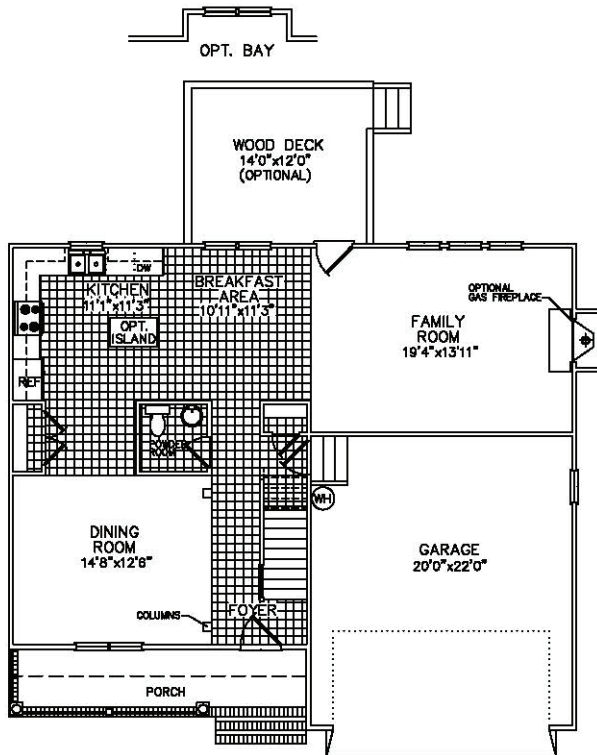 OPT. BAY
WOOD DECK
14'0"x12'0"
(OPTIONAL)
DW
KITCHEN
11'1"x11'3"
BREAKFAST
AREA
10'11"x11'3"
OPT.
ISLAND
OPTIONAL
GAS FIREPLACE
FAMILY
ROOM
19'4"x13'11"
REF
POWDER
ROOM
WH
DINING
ROOM
14'8"x12'6"
GARAGE
20'0"x22'0"
COLUMNS
FOYER
PORCH